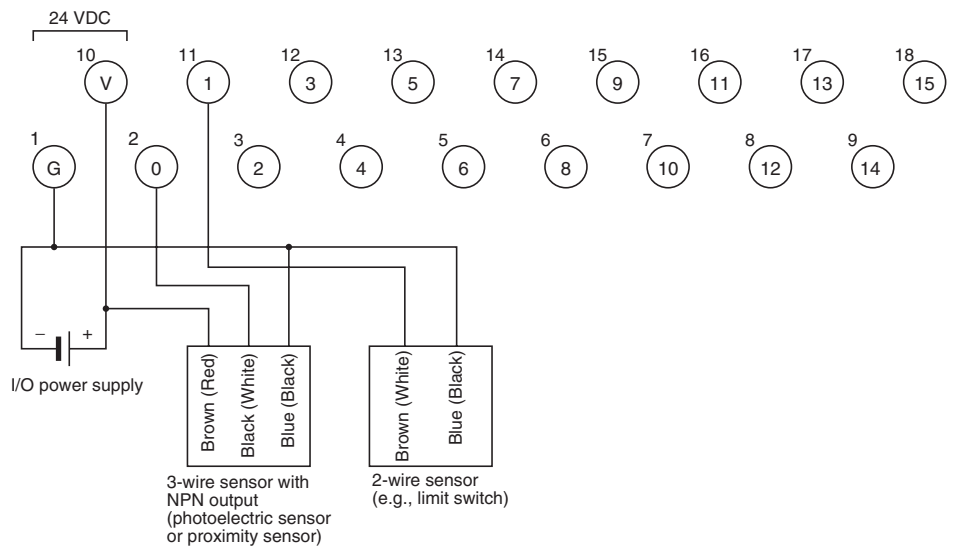 24 VDC
10 11 12 13 14 15 16 17 18
V 1 3 5 7 9 11 13 15
1 2 3 4 5 6 7 8 9
G 0 2 4 6 8 10 12 14
– +
I/O power supply
Brown (Red)
Black (White)
Blue (Black)
Brown (White)
Blue (Black)
3-wire sensor with
NPN output
(photoelectric sensor
or proximity sensor)
2-wire sensor
(e.g., limit switch)